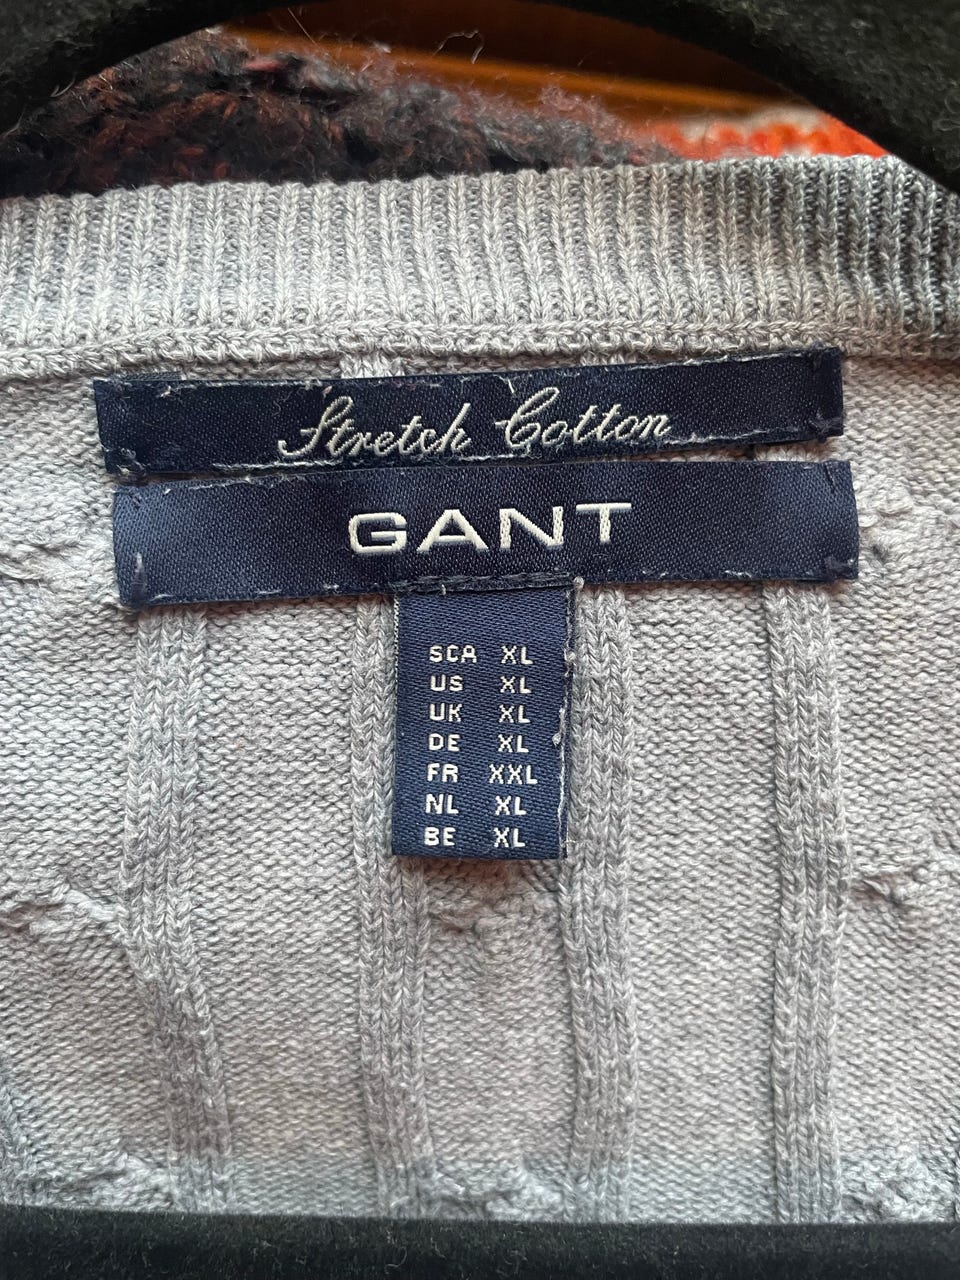 Stretch Cotton
GANT
SCA XL
US XL
UK XL
DE XL
FR XXL
NL XL
BE XL